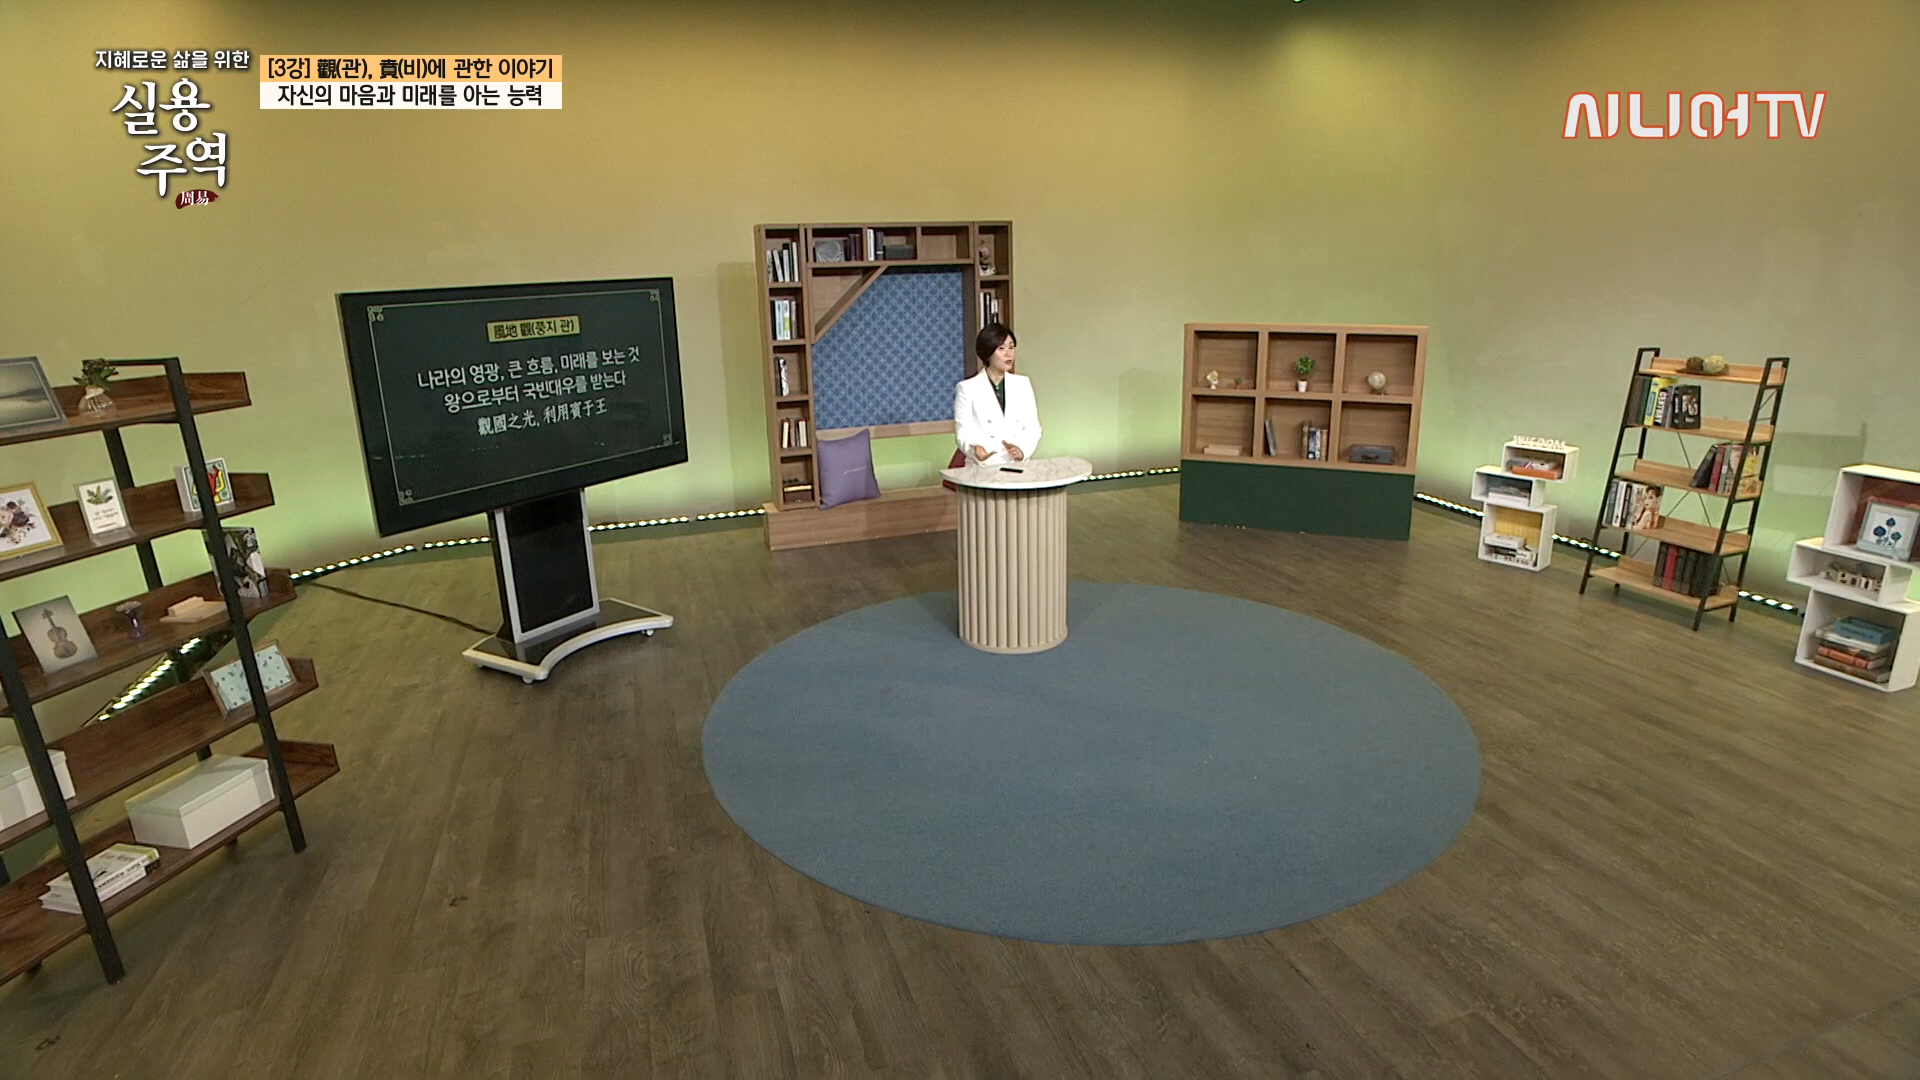 지혜로운 삶을 위한
실용
주역
周易
[3강] 觀(관), 賁(비)에 관한 이야기
자신의 마음과 미래를 아는 능력
시니어TV
風地 觀(풍지 관)
나라의 영광, 큰 흐름, 미래를 보는 것
왕으로부터 국빈대우를 받는다
觀國之光, 利用賓于王
WISDOM